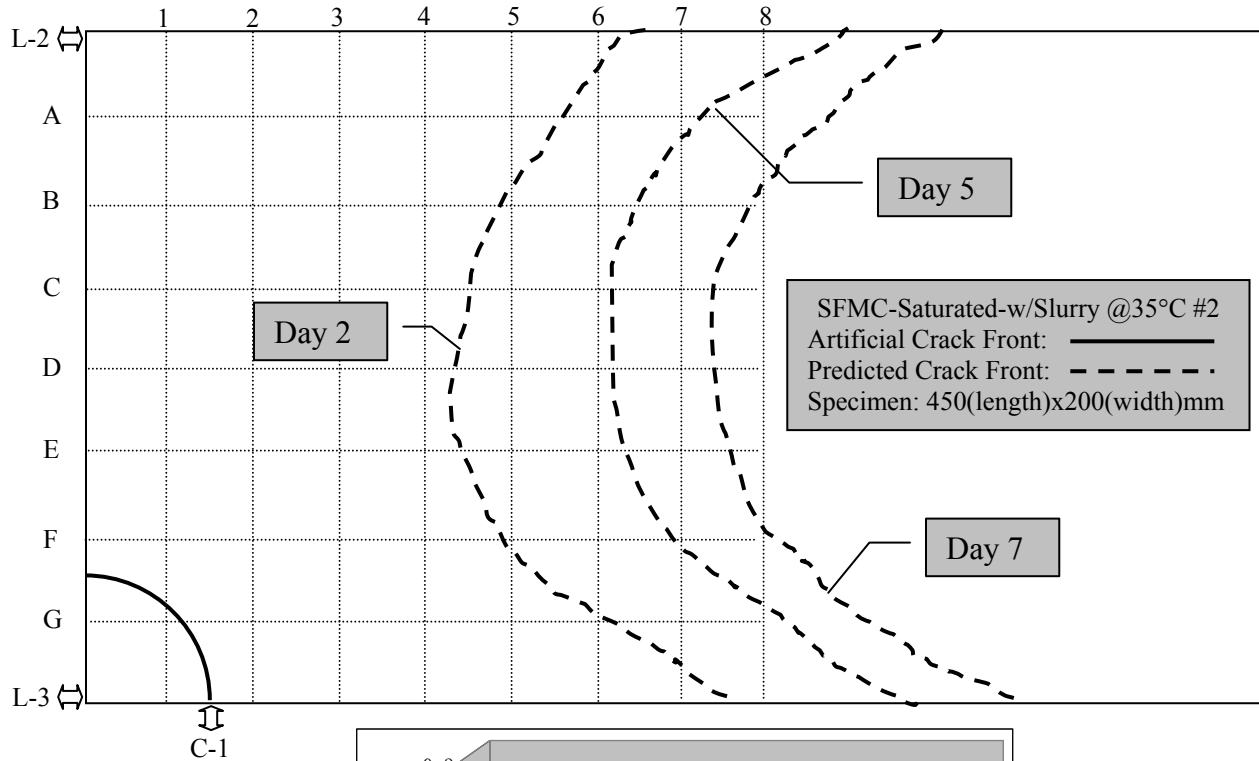 1 2 3 4 5 6 7 8
L-2
A
B
Day 5
C
SFMC-Saturated-w/Slurry @35°C #2
Artificial Crack Front:
Predicted Crack Front:
Specimen: 450(length)x200(width)mm
Day 2
D
E
F
Day 7
G
L-3
C-1